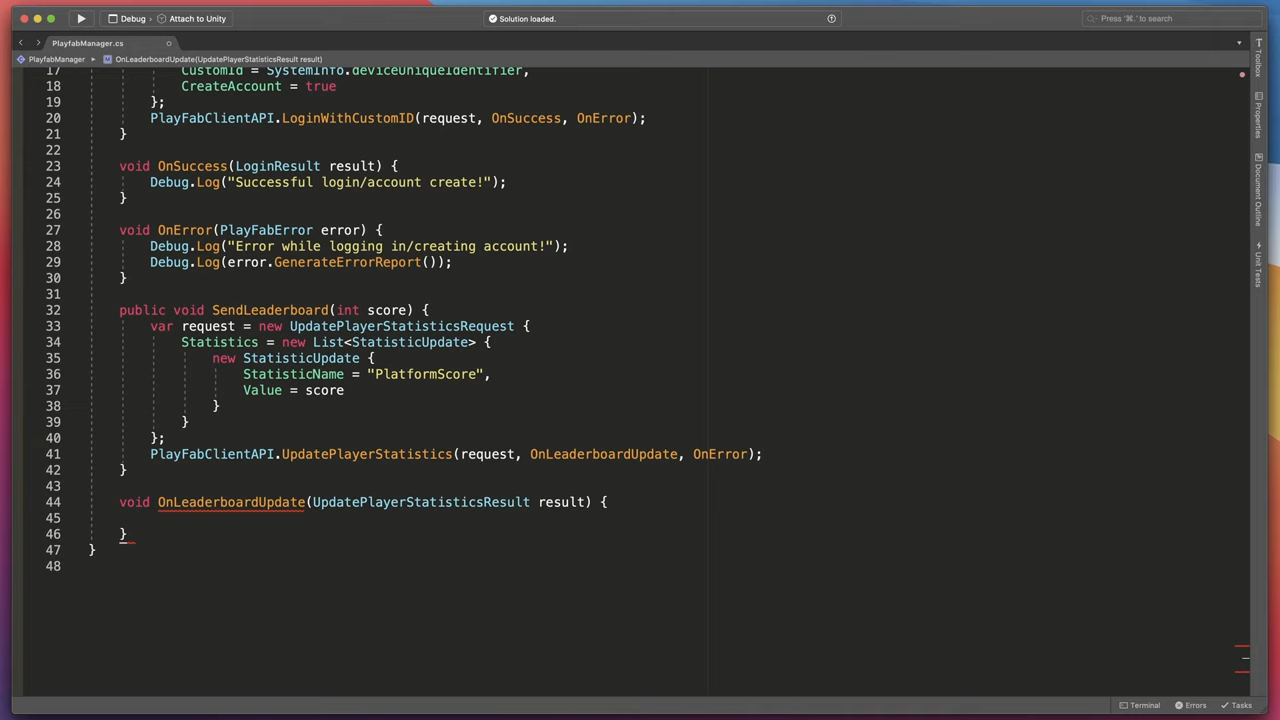 Debug
Attach to Unity
Solution loaded.
Press '⌘.' to search
PlayfabManager.cs
PlayfabManager ▸ OnLeaderboardUpdate(UpdatePlayerStatisticsResult result)
17 CustomId = SystemInfo.deviceUniqueIdentifier,
18 CreateAccount = true
19 };
20 PlayFabClientAPI.LoginWithCustomID(request, OnSuccess, OnError);
21 }
22
23 void OnSuccess(LoginResult result) {
24 Debug.Log("Successful login/account create!");
25 }
26
27 void OnError(PlayFabError error) {
28 Debug.Log("Error while logging in/creating account!");
29 Debug.Log(error.GenerateErrorReport());
30 }
31
32 public void SendLeaderboard(int score) {
33 var request = new UpdatePlayerStatisticsRequest {
34 Statistics = new List<StatisticUpdate> {
35 new StatisticUpdate {
36 StatisticName = "PlatformScore",
37 Value = score
38 }
39 }
40 };
41 PlayFabClientAPI.UpdatePlayerStatistics(request, OnLeaderboardUpdate, OnError);
42 }
43
44 void OnLeaderboardUpdate(UpdatePlayerStatisticsResult result) {
45
46 }
47 }
48
Toolbox
Properties
Document Outline
Unit Tests
Terminal
Errors
Tasks